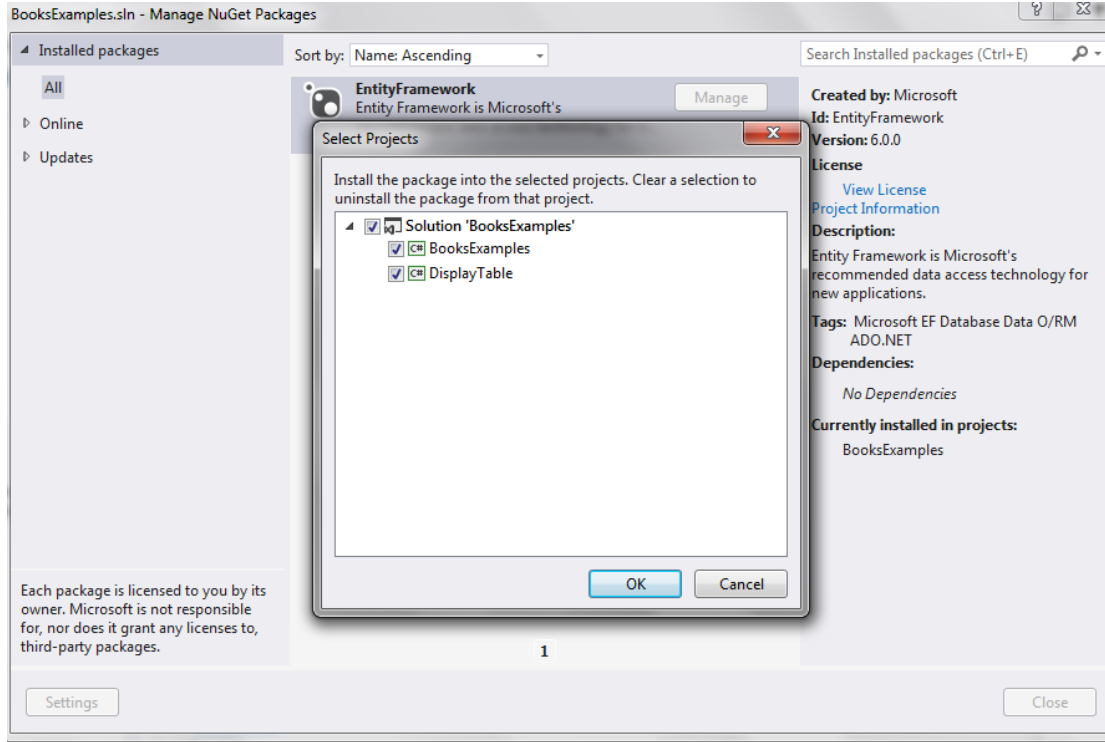 BooksExamples.sln - Manage NuGet Packages
Installed packages
All
Online
Updates
Each package is licensed to you by its
owner. Microsoft is not responsible
for, nor does it grant any licenses to,
third-party packages.
Settings
Sort by: Name: Ascending
EntityFramework
Entity Framework is Microsoft's
Manage
Select Projects
Install the package into the selected projects. Clear a selection to
uninstall the package from that project.
Solution 'BooksExamples'
C# BooksExamples
C# DisplayTable
OK
Cancel
1
Search Installed packages (Ctrl+E)
Created by: Microsoft
Id: EntityFramework
Version: 6.0.0
License
View License
Project Information
Description:
Entity Framework is Microsoft's
recommended data access technology for
new applications.
Tags: Microsoft EF Database Data O/RM
ADO.NET
Dependencies:
No Dependencies
Currently installed in projects:
BooksExamples
Close